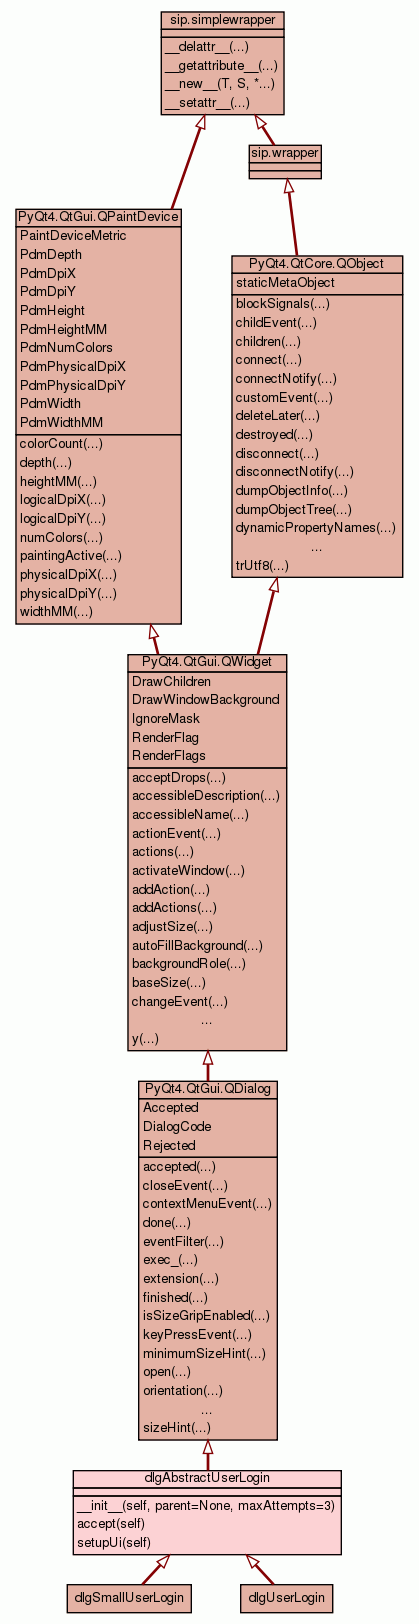 sip.simplewrapper
__delattr__(...)
__getattribute__(...)
__new__(T, S, *...)
__setattr__(...)
sip.wrapper
PyQt4.QtGui.QPaintDevice
PaintDeviceMetric
PdmDepth
PdmDpiX
PdmDpiY
PdmHeight
PdmHeightMM
PdmNumColors
PdmPhysicalDpiX
PdmPhysicalDpiY
PdmWidth
PdmWidthMM
colorCount(...)
depth(...)
heightMM(...)
logicalDpiX(...)
logicalDpiY(...)
numColors(...)
paintingActive(...)
physicalDpiX(...)
physicalDpiY(...)
widthMM(...)
PyQt4.QtCore.QObject
staticMetaObject
blockSignals(...)
childEvent(...)
children(...)
connect(...)
connectNotify(...)
customEvent(...)
deleteLater(...)
destroyed(...)
disconnect(...)
disconnectNotify(...)
dumpObjectInfo(...)
dumpObjectTree(...)
dynamicPropertyNames(...)
...
trUtf8(...)
PyQt4.QtGui.QWidget
DrawChildren
DrawWindowBackground
IgnoreMask
RenderFlag
RenderFlags
acceptDrops(...)
accessibleDescription(...)
accessibleName(...)
actionEvent(...)
actions(...)
activateWindow(...)
addAction(...)
addActions(...)
adjustSize(...)
autoFillBackground(...)
backgroundRole(...)
baseSize(...)
changeEvent(...)
...
y(...)
PyQt4.QtGui.QDialog
Accepted
DialogCode
Rejected
accepted(...)
closeEvent(...)
contextMenuEvent(...)
done(...)
eventFilter(...)
exec_(...)
extension(...)
finished(...)
isSizeGripEnabled(...)
keyPressEvent(...)
minimumSizeHint(...)
open(...)
orientation(...)
...
sizeHint(...)
dlgAbstractUserLogin
__init__(self, parent=None, maxAttempts=3)
accept(self)
setupUi(self)
dlgSmallUserLogin
dlgUserLogin